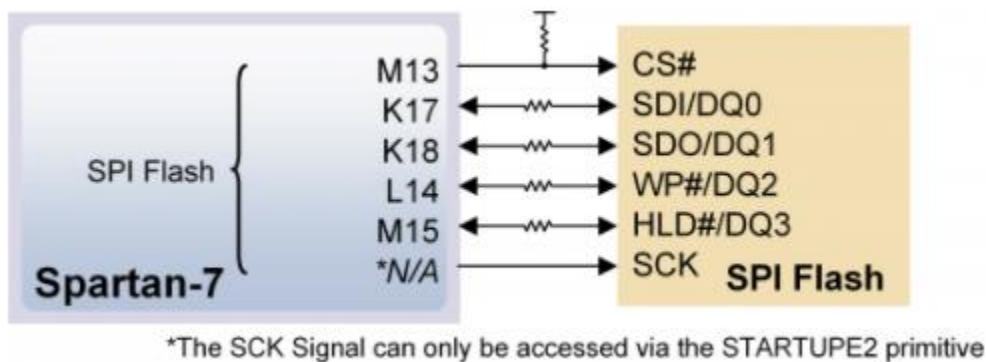 M13 CS#
K17 SDI/DQ0
SPI Flash K18 SDO/DQ1
L14 WP#/DQ2
M15 HLD#/DQ3
Spartan-7 *N/A SCK SPI Flash
*The SCK Signal can only be accessed via the STARTUPE2 primitive